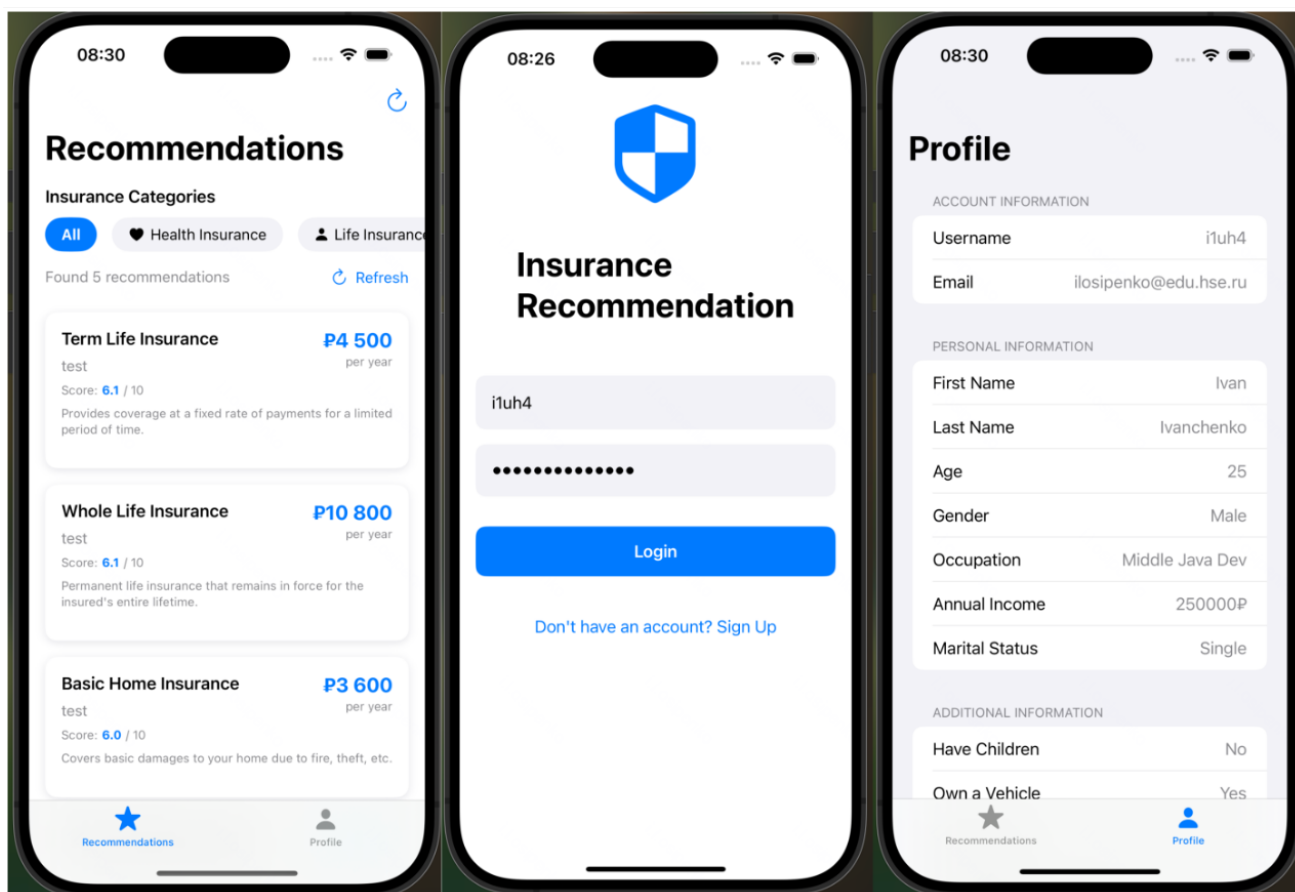 08:30
Recommendations
Insurance Categories
All
Health Insurance
Life Insurance
Found 5 recommendations
Refresh
Term Life Insurance
₽4 500
test
per year
Score: 6.1 / 10
Provides coverage at a fixed rate of payments for a limited
period of time.
Whole Life Insurance
₽10 800
test
per year
Score: 6.1 / 10
Permanent life insurance that remains in force for the
insured's entire lifetime.
Basic Home Insurance
₽3 600
test
per year
Score: 6.0 / 10
Covers basic damages to your home due to fire, theft, etc.
Recommendations
Profile
08:26
Insurance
Recommendation
i1uh4
Login
Don't have an account? Sign Up
08:30
Profile
ACCOUNT INFORMATION
Username
i1uh4
Email
ilosipenko@edu.hse.ru
PERSONAL INFORMATION
First Name
Ivan
Last Name
Ivanchenko
Age
25
Gender
Male
Occupation
Middle Java Dev
Annual Income
250000₽
Marital Status
Single
ADDITIONAL INFORMATION
Have Children
No
Own a Vehicle
Yes
Recommendations
Profile